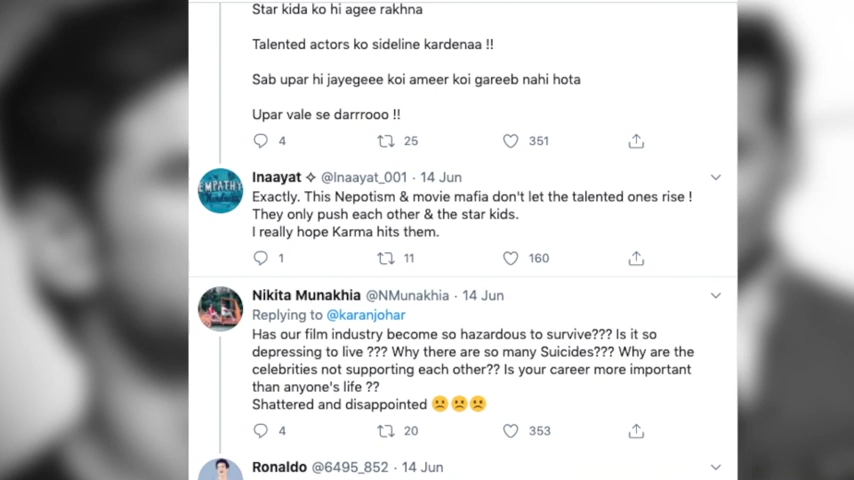 Star kida ko hi agee rakhna
Talented actors ko sideline kardenaa !!
Sab upar hi jayegeee koi ameer koi gareeb nahi hota
Upar vale se darrrooo !!
4 25 351
Inaayat ✧ @Inaayat_001 · 14 Jun
Exactly. This Nepotism & movie mafia don't let the talented ones rise !
They only push each other & the star kids.
I really hope Karma hits them.
1 11 160
Nikita Munakhia @NMunakhia · 14 Jun
Replying to @karanjohar
Has our film industry become so hazardous to survive??? Is it so
depressing to live ??? Why there are so many Suicides??? Why are the
celebrities not supporting each other?? Is your career more important
than anyone's life ??
Shattered and disappointed 🙁🙁🙁
4 20 353
Ronaldo @6495_852 · 14 Jun
EMPATHY